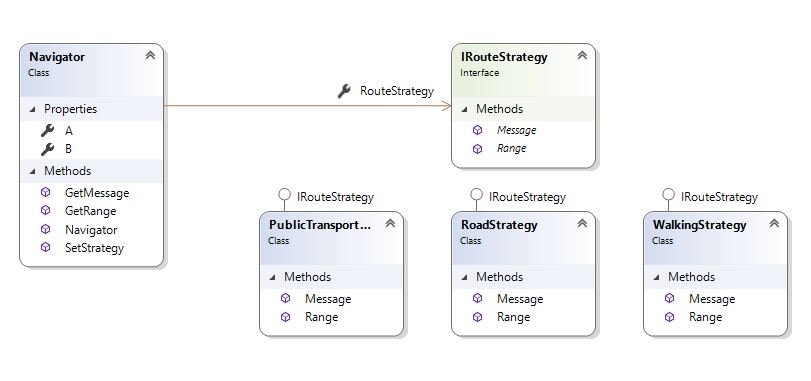 Navigator
Class
Properties
A
B
Methods
GetMessage
GetRange
Navigator
SetStrategy
RouteStrategy
IRouteStrategy
Interface
Methods
Message
Range
IRouteStrategy
PublicTransport...
Class
Methods
Message
Range
IRouteStrategy
RoadStrategy
Class
Methods
Message
Range
IRouteStrategy
WalkingStrategy
Class
Methods
Message
Range